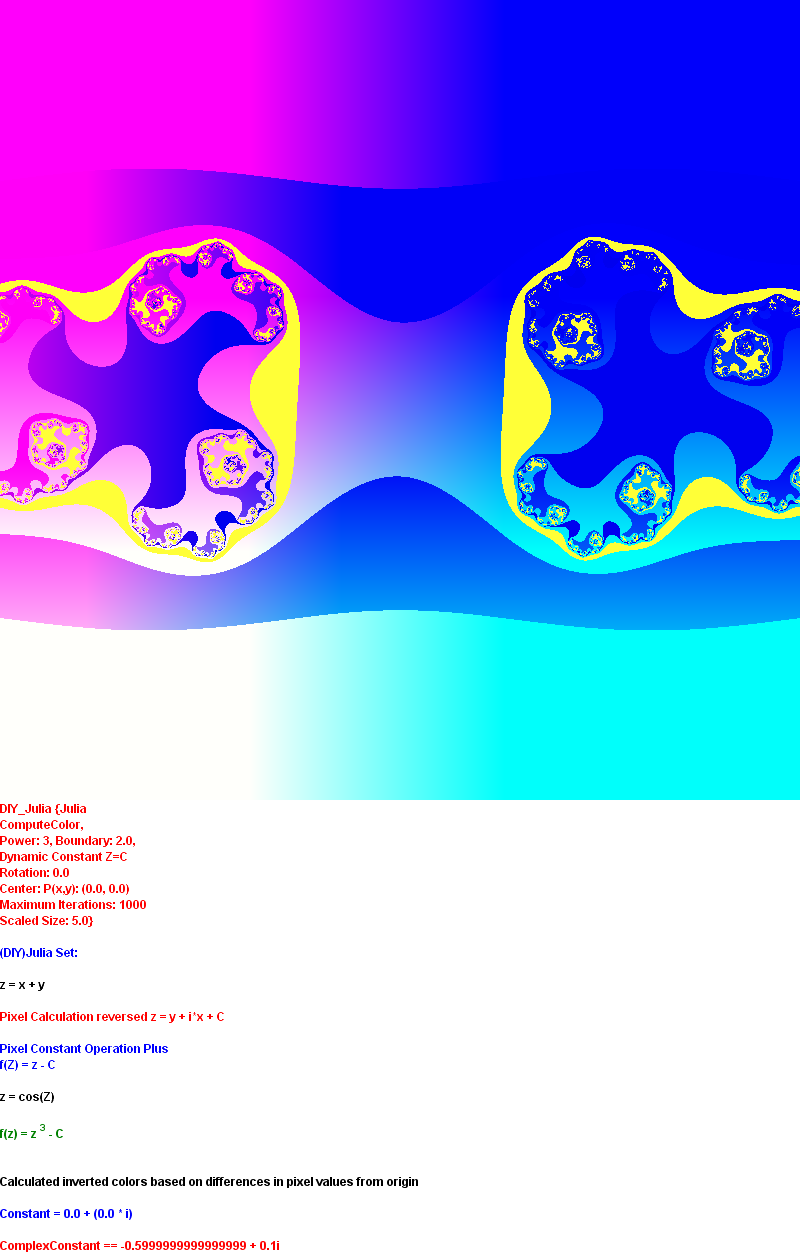 DIY_Julia {Julia
ComputeColor,
Power: 3, Boundary: 2.0,
Dynamic Constant Z=C
Rotation: 0.0
Center: P(x,y): (0.0, 0.0)
Maximum Iterations: 1000
Scaled Size: 5.0}
(DIY)Julia Set:
z = x + y
Pixel Calculation reversed z = y + i*x + C
Pixel Constant Operation Plus
f(Z) = z - C
z = cos(Z)
f(z) = z ³ - C
Calculated inverted colors based on differences in pixel values from origin
Constant = 0.0 + (0.0 * i)
ComplexConstant == -0.5999999999999999 + 0.1i